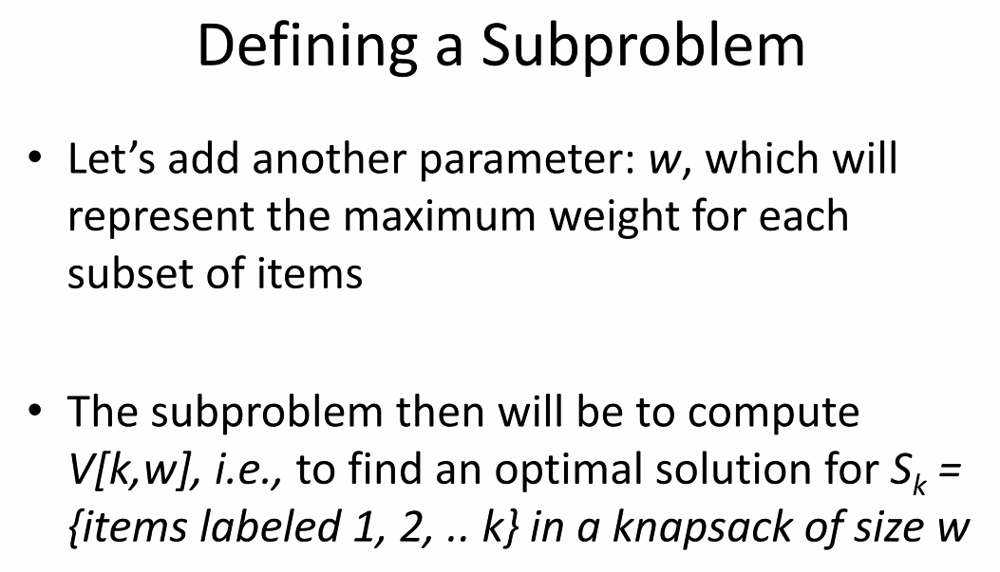 Defining a Subproblem
• Let’s add another parameter: w, which will
represent the maximum weight for each
subset of items
• The subproblem then will be to compute
V[k,w], i.e., to find an optimal solution for Sk =
{items labeled 1, 2, .. k} in a knapsack of size w